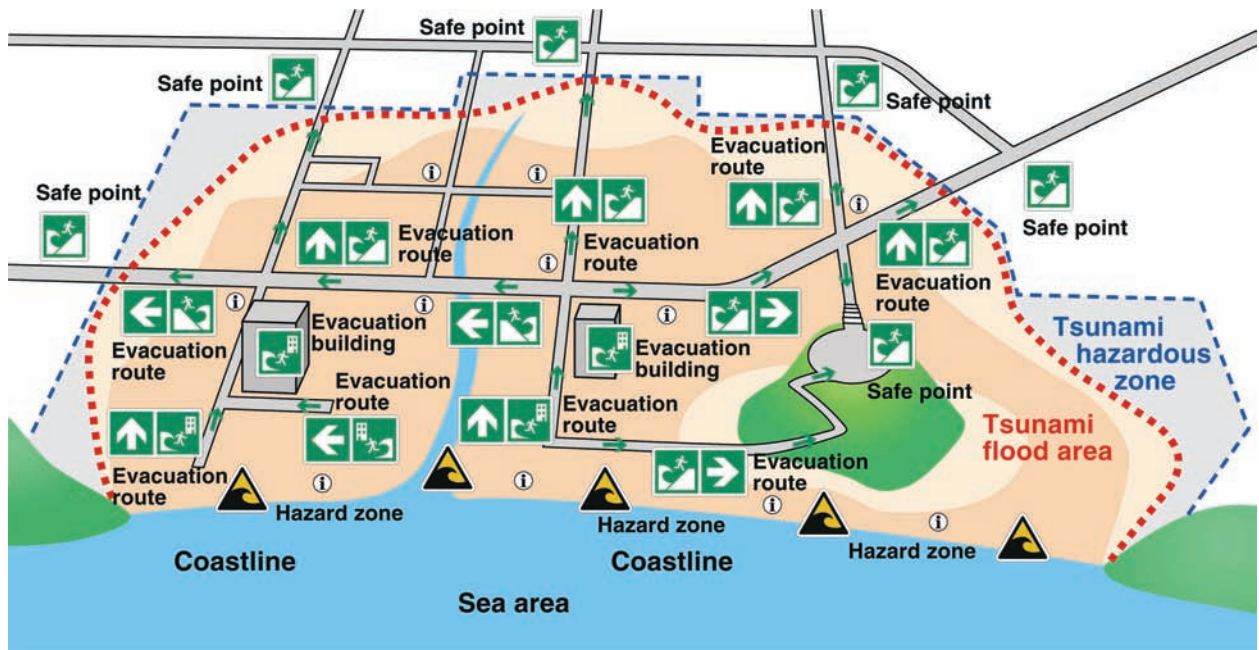 Safe point
Safe point
Safe point
Safe point
Evacuation
route
Safe point
Safe point
i
i
i
i
Evacuation
route
Evacuation
route
Evacuation
route
i
i
i
Evacuation
route
Evacuation
building
Evacuation
building
Tsunami
hazardous
zone
Evacuation
route
Safe point
Evacuation
route
Tsunami
flood area
Evacuation
route
Evacuation
route
i
i
i
i
Hazard zone
Hazard zone
Hazard zone
Coastline
Coastline
Sea area